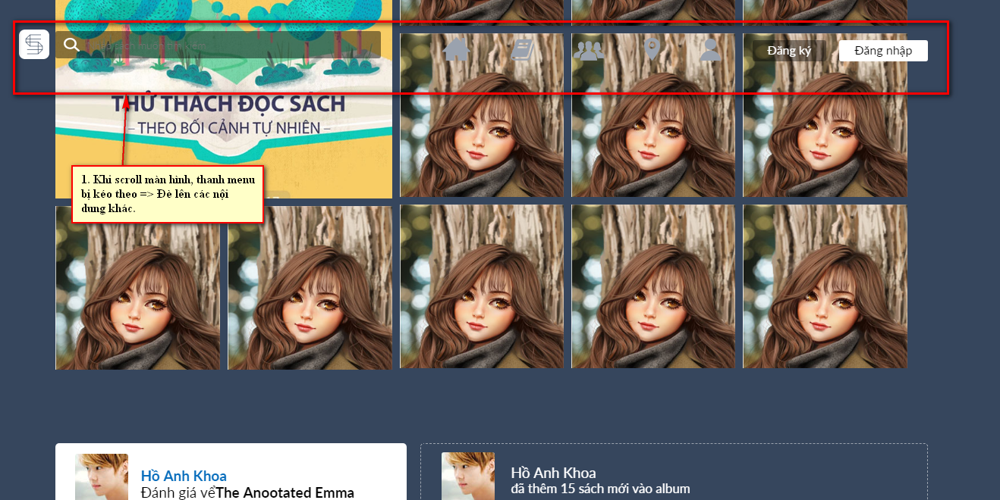 Nhập sách muốn tìm kiếm
Đăng ký
Đăng nhập
THỬ THÁCH ĐỌC SÁCH
THEO BỐI CẢNH TỰ NHIÊN
1. Khi scroll màn hình, thanh menu
bị kéo theo => Đè lên các nội
dung khác.
Hồ Anh Khoa
Đánh giá vểThe Anootated Emma
Hồ Anh Khoa
đã thêm 15 sách mới vào album